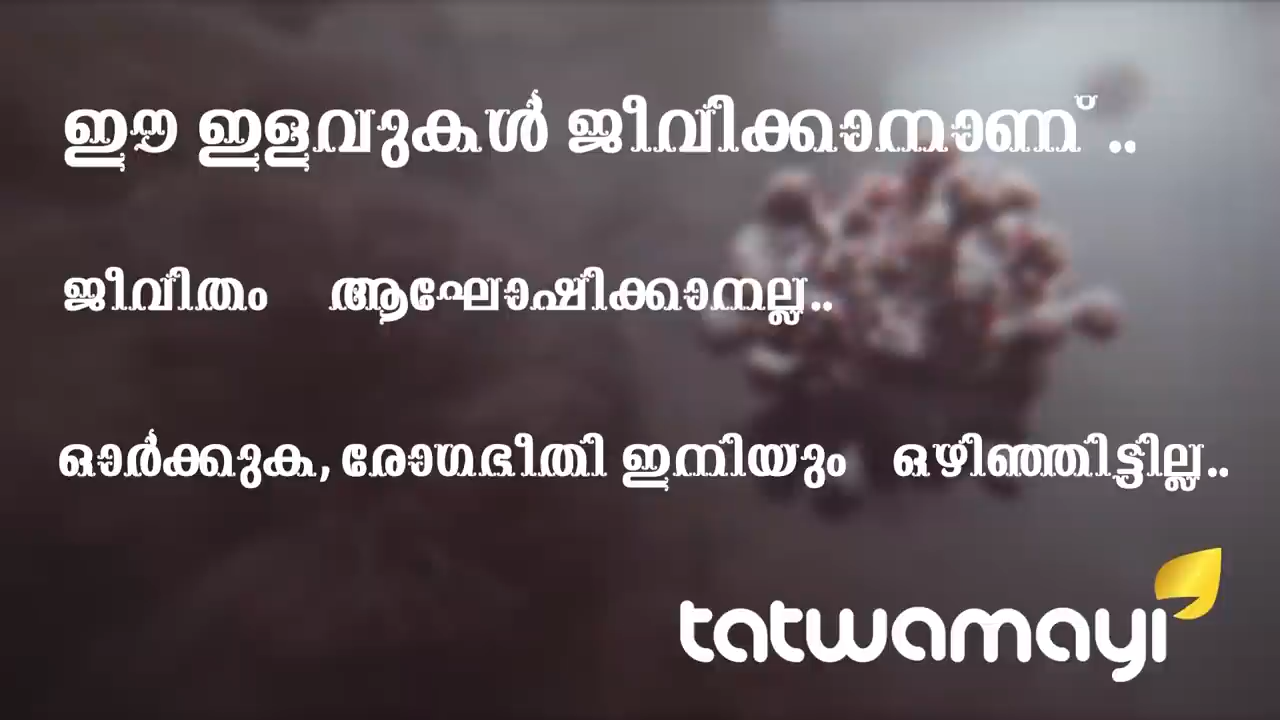 ഈ ഇളവുകൾ ജീവിക്കാനാണ് ..
ജീവിതം ആഘോഷിക്കാനല്ല..
ഓർക്കുക, രോഗഭീതി ഇനിയും ഒഴിഞ്ഞിട്ടില്ല..
tatwamayi